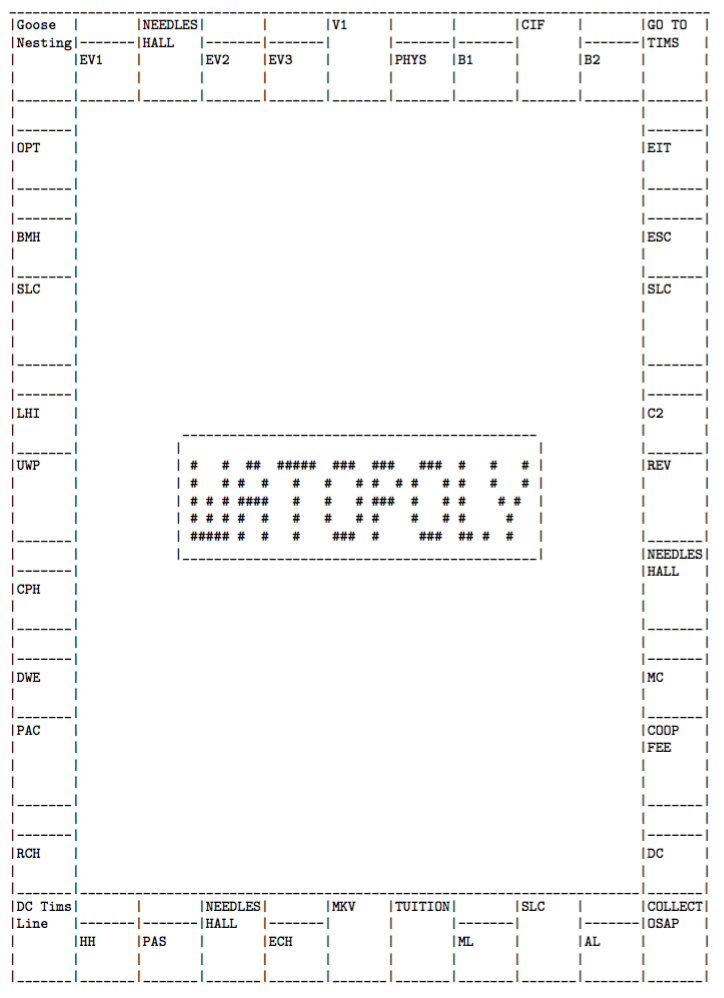 Goose NEEDLES V1 CIF GO TO
Nesting HALL TIMS
EV1 EV2 EV3 PHYS B1 B2
OPT EIT
BMH ESC
SLC SLC
LHI C2
WATOPOLY
UWP REV
NEEDLES
HALL
CPH
DWE MC
PAC COOP
FEE
RCH DC
DC Tims NEEDLES MKV TUITION SLC COLLECT
Line HALL OSAP
HH PAS ECH ML AL